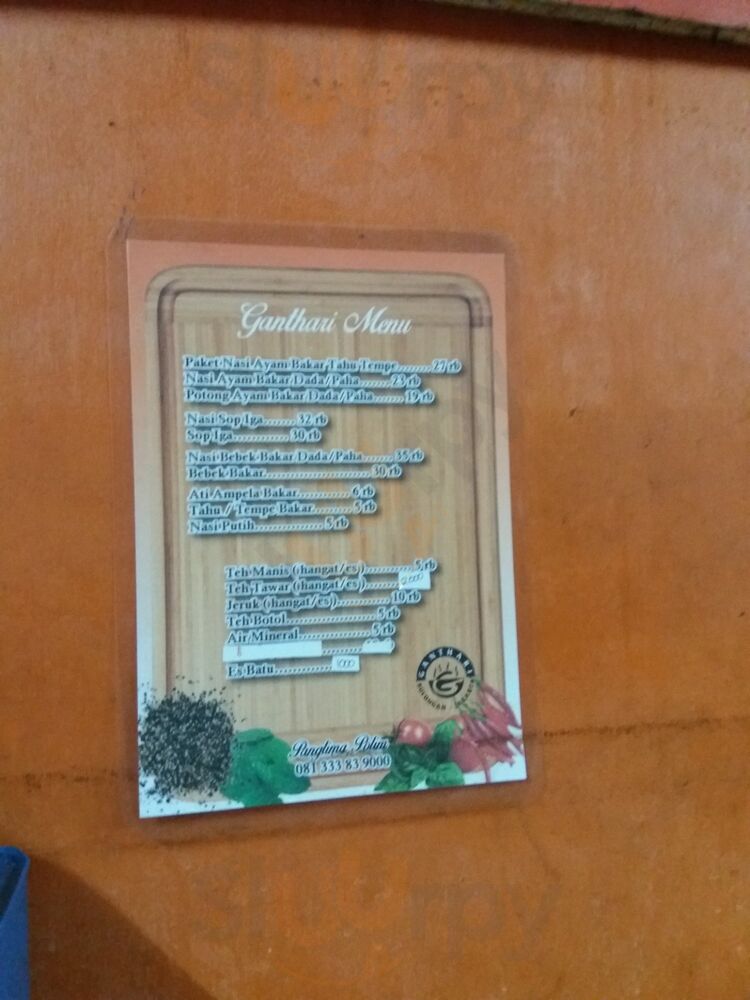 Ganthari Menu
Paket Nasi Ayam Bakar Tahu Tempe........27 rb
Nasi Ayam Bakar Dada/Paha.......23 rb
Potong Ayam Bakar Dada/Paha.......19 rb
Nasi Sop Iga........32 rb
Sop Iga.............30 rb
Nasi Bebek Bakar Dada/Paha.......35 rb
Bebek Bakar........................30 rb
Ati Ampela Bakar............6 rb
Tahu / Tempe Bakar.........5 rb
Nasi Putih.................5 rb
Teh Manis (hangat/es)............5 rb
Teh Tawar (hangat/es)........
Jeruk (hangat/es).............10 rb
Teh Botol.....................5 rb
Air Mineral.................5 rb
Es Batu..............1000
GANTHARI
Panglima Polim
081 333 83 9000
slurpy
slurpy